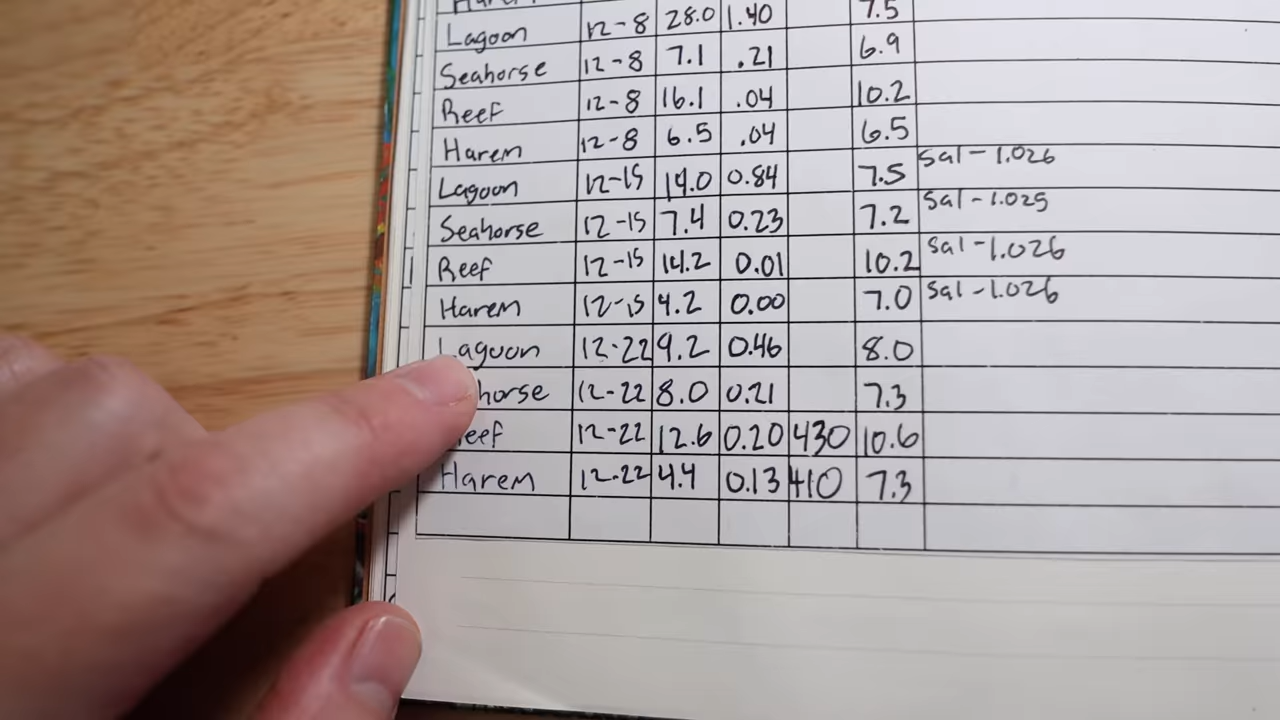 Lagoon 12-8 28.0 1.40 7.5
Seahorse 12-8 7.1 .21 6.9
Reef 12-8 16.1 .04 10.2
Harem 12-8 6.5 .04 6.5
Lagoon 12-15 14.0 0.84 7.5 Sal-1.026
Seahorse 12-15 7.4 0.23 7.2 Sal-1.025
Reef 12-15 14.2 0.01 10.2 Sal-1.026
Harem 12-15 4.2 0.00 7.0 Sal-1.026
Lagoon 12-22 9.2 0.46 8.0
horse 12-22 8.0 0.21 7.3
eef 12-22 12.6 0.20 430 10.6
Harem 12-22 4.4 0.13 410 7.3